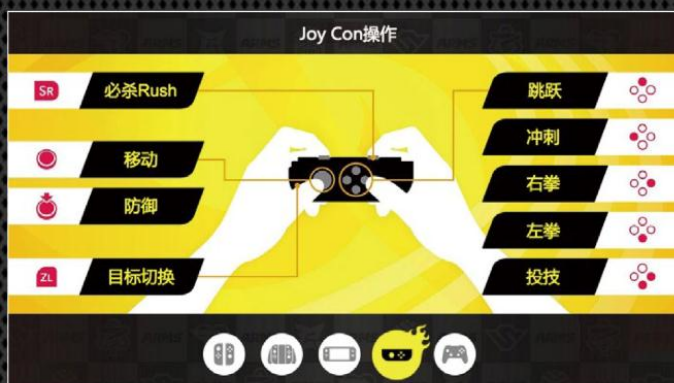 Joy Con操作
SR
必杀Rush
移动
防御
ZL
目标切换
跳跃
冲刺
右拳
左拳
投技